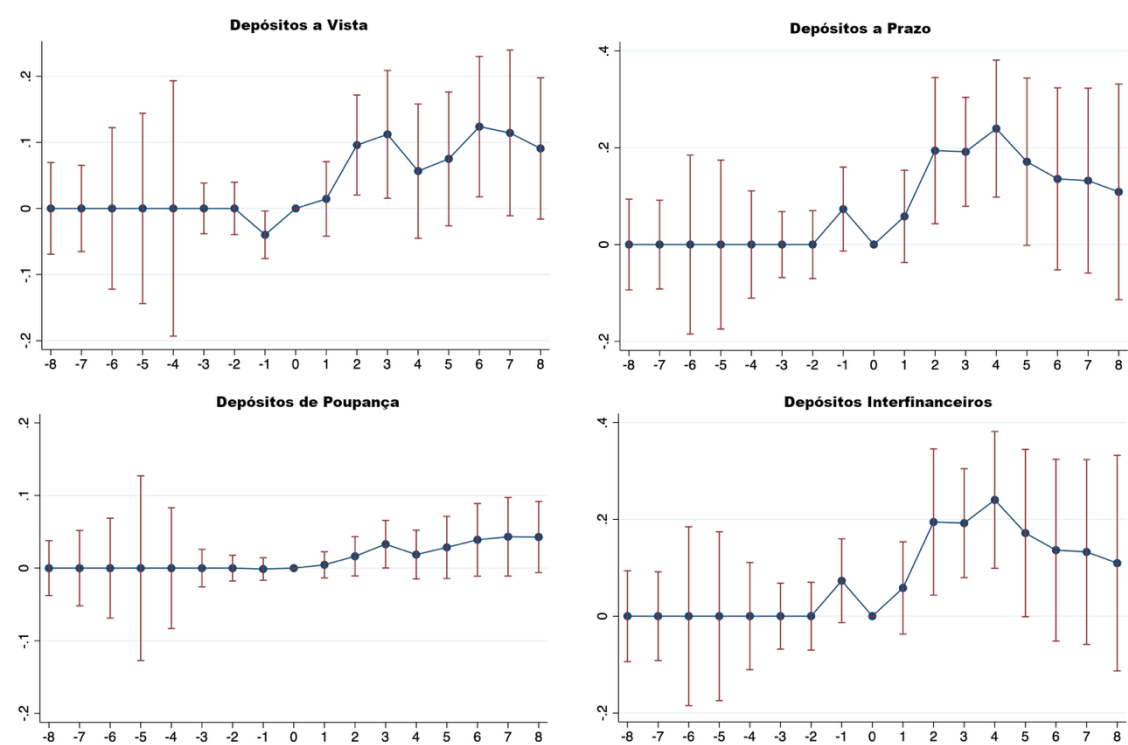 Depósitos a Vista
.2
.1
0
-.1
-.2
-8 -7 -6 -5 -4 -3 -2 -1 0 1 2 3 4 5 6 7 8
Depósitos a Prazo
.4
.2
0
-.2
-8 -7 -6 -5 -4 -3 -2 -1 0 1 2 3 4 5 6 7 8
Depósitos de Poupança
.2
.1
0
-.1
-.2
-8 -7 -6 -5 -4 -3 -2 -1 0 1 2 3 4 5 6 7 8
Depósitos Interfinanceiros
.4
.2
0
-.2
-8 -7 -6 -5 -4 -3 -2 -1 0 1 2 3 4 5 6 7 8